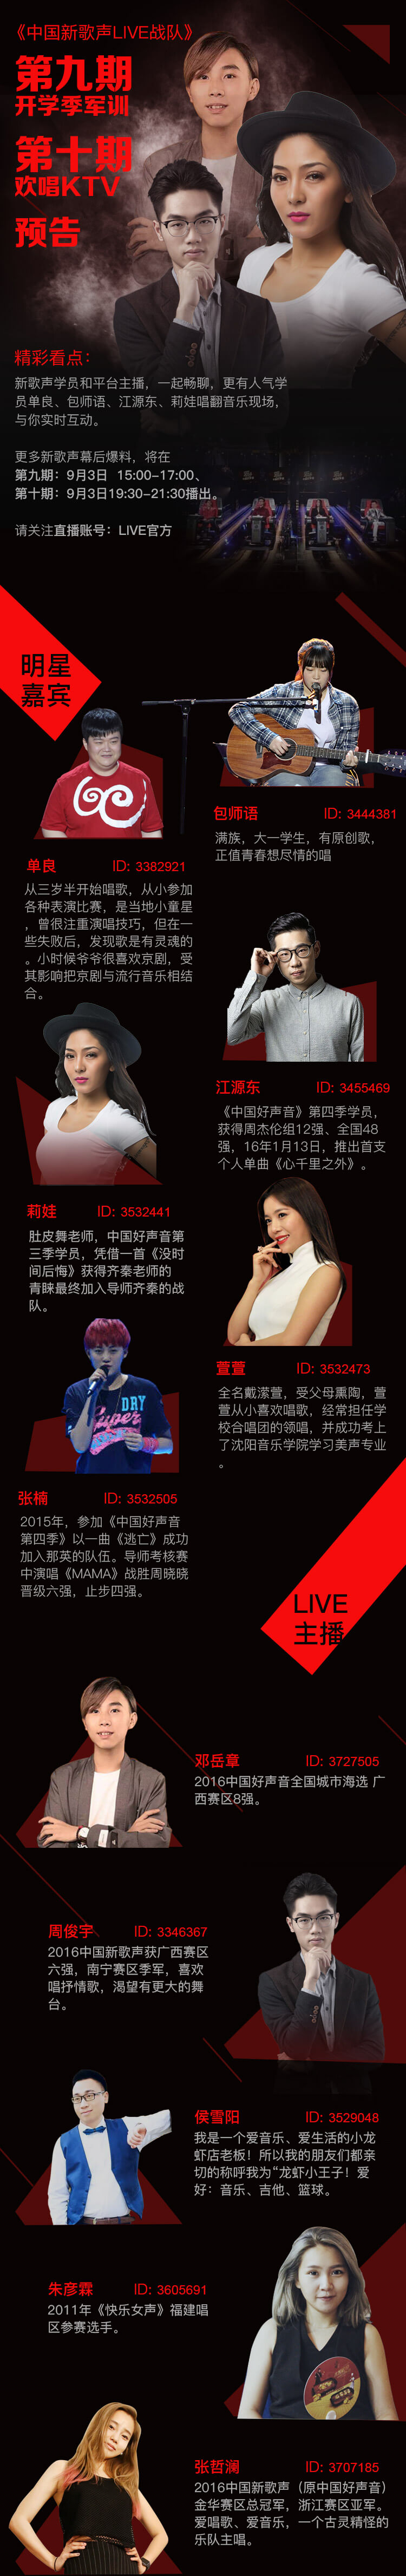 《中国新歌声LIVE战队》
第九期
开学季军训
第十期
欢唱KTV
预告
精彩看点：
新歌声学员和平台主播，一起畅聊，更有人气学
员单良、包师语、江源东、莉娃唱翻音乐现场，
与你实时互动。
更多新歌声幕后爆料，将在
第九期：9月3日 15:00-17:00、
第十期：9月3日19:30-21:30播出。
请关注直播账号：LIVE官方
明星
嘉宾
包师语 ID: 3444381
满族，大一学生，有原创歌，
正值青春想尽情的唱
单良 ID: 3382921
从三岁半开始唱歌，从小参加
各种表演比赛，是当地小童星
，曾很注重演唱技巧，但在一
些失败后，发现歌是有灵魂的
。小时候爷爷很喜欢京剧，受
其影响把京剧与流行音乐相结
合。
江源东 ID: 3455469
《中国好声音》第四季学员，
获得周杰伦组12强、全国48
强，16年1月13日，推出首支
个人单曲《心千里之外》。
莉娃 ID: 3532441
肚皮舞老师，中国好声音第
三季学员，凭借一首《没时
间后悔》获得齐秦老师的
青睐最终加入导师齐秦的战
队。
萱萱 ID: 3532473
全名戴潆萱，受父母熏陶，萱
萱从小喜欢唱歌，经常担任学
校合唱团的领唱，并成功考上
了沈阳音乐学院学习美声专业
。
DRY
Super
张楠 ID: 3532505
2015年，参加《中国好声音
第四季》以一曲《逃亡》成功
加入那英的队伍。导师考核赛
中演唱《MAMA》战胜周晓晓
晋级六强，止步四强。
LIVE
主播
邓岳章 ID: 3727505
2016中国好声音全国城市海选 广
西赛区8强。
周俊宇 ID: 3346367
2016中国新歌声获广西赛区
六强，南宁赛区季军，喜欢
唱抒情歌，渴望有更大的舞
台。
侯雪阳 ID: 3529048
我是一个爱音乐、爱生活的小龙
虾店老板！所以我的朋友们都亲
切的称呼我为“龙虾小王子！爱
好：音乐、吉他、篮球。
朱彦霖 ID: 3605691
2011年《快乐女声》福建唱
区参赛选手。
张哲澜 ID: 3707185
2016中国新歌声（原中国好声音）
金华赛区总冠军，浙江赛区亚军。
爱唱歌、爱音乐，一个古灵精怪的
乐队主唱。